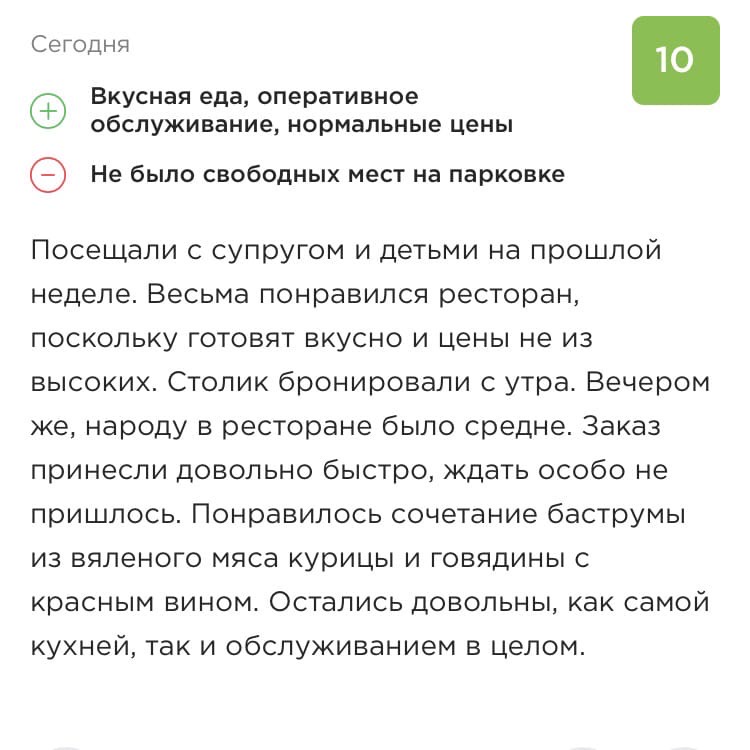 Сегодня
10
Вкусная еда, оперативное
обслуживание, нормальные цены
Не было свободных мест на парковке
Посещали с супругом и детьми на прошлой
неделе. Весьма понравился ресторан,
поскольку готовят вкусно и цены не из
высоких. Столик бронировали с утра. Вечером
же, народу в ресторане было средне. Заказ
принесли довольно быстро, ждать особо не
пришлось. Понравилось сочетание баструмы
из вяленого мяса курицы и говядины с
красным вином. Остались довольны, как самой
кухней, так и обслуживанием в целом.